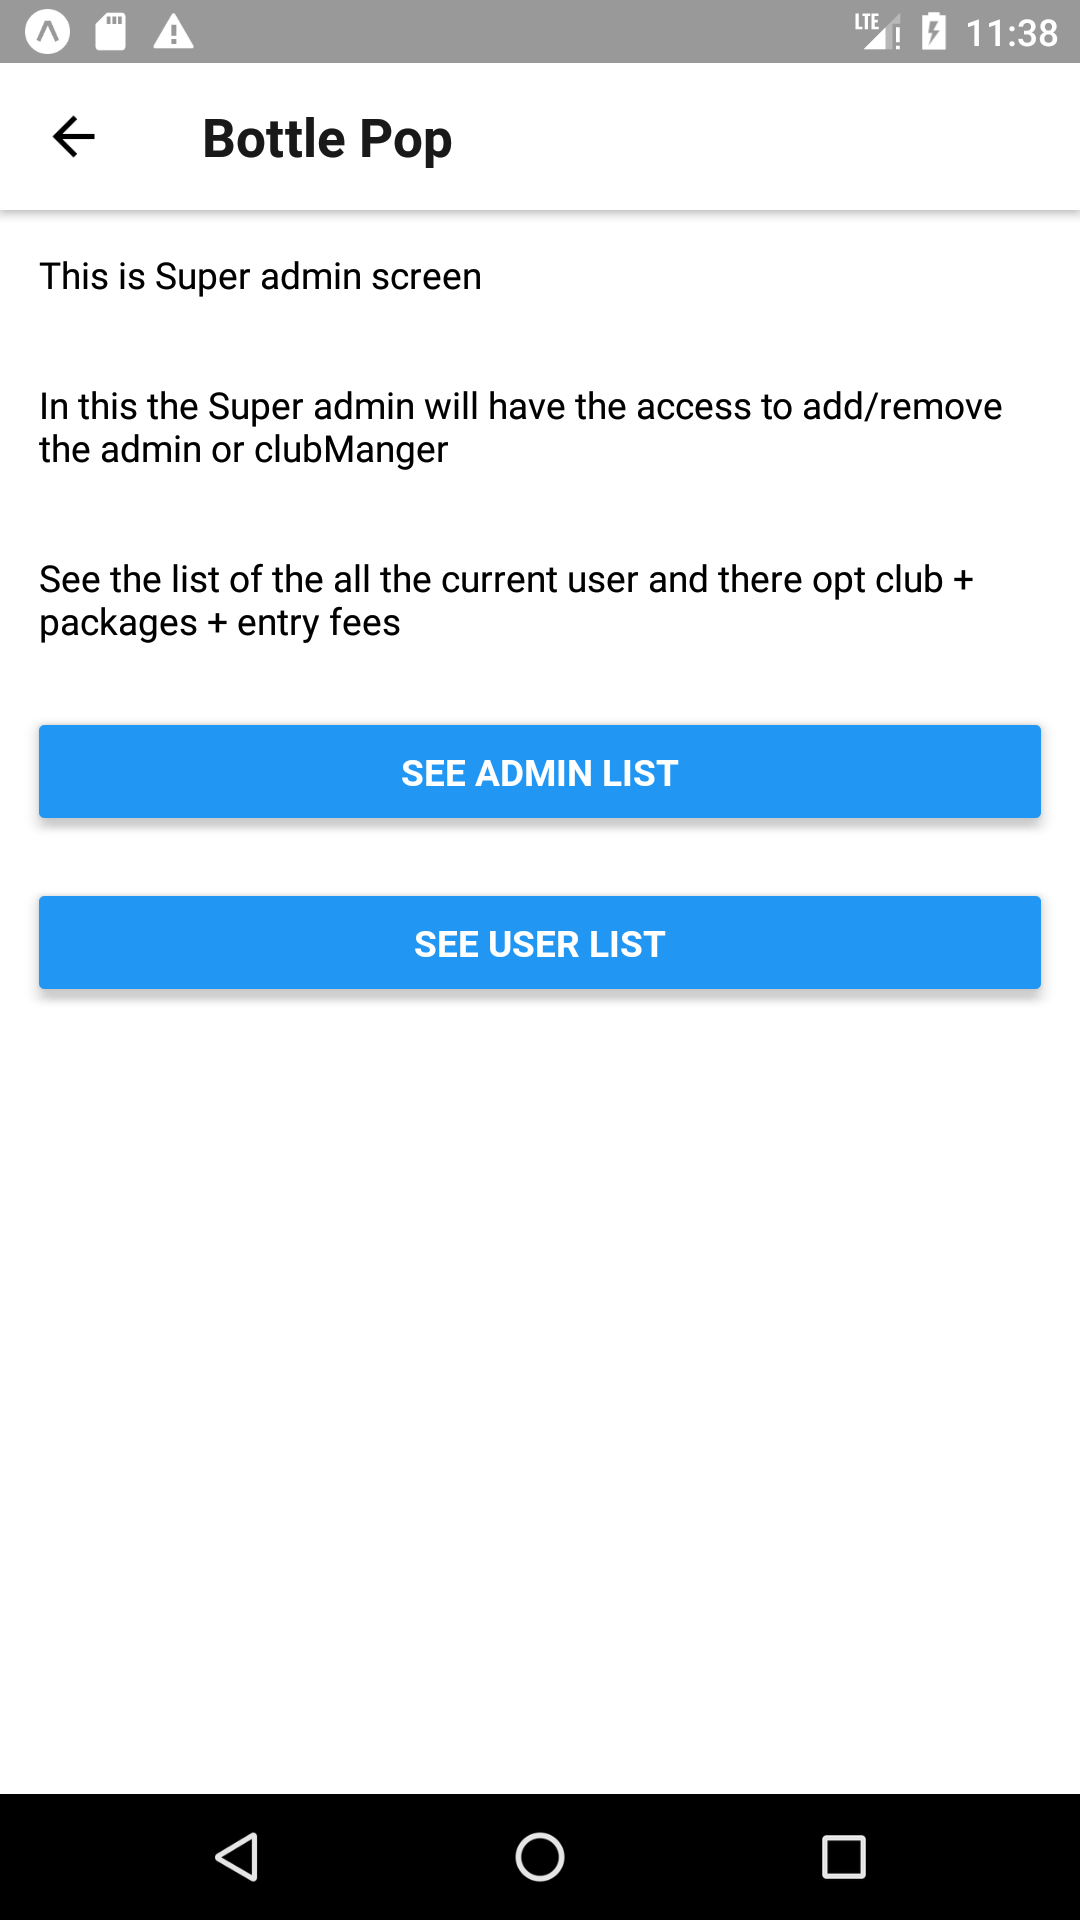 LTE 11:38
Bottle Pop
This is Super admin screen
In this the Super admin will have the access to add/remove
the admin or clubManger
See the list of the all the current user and there opt club +
packages + entry fees
SEE ADMIN LIST
SEE USER LIST